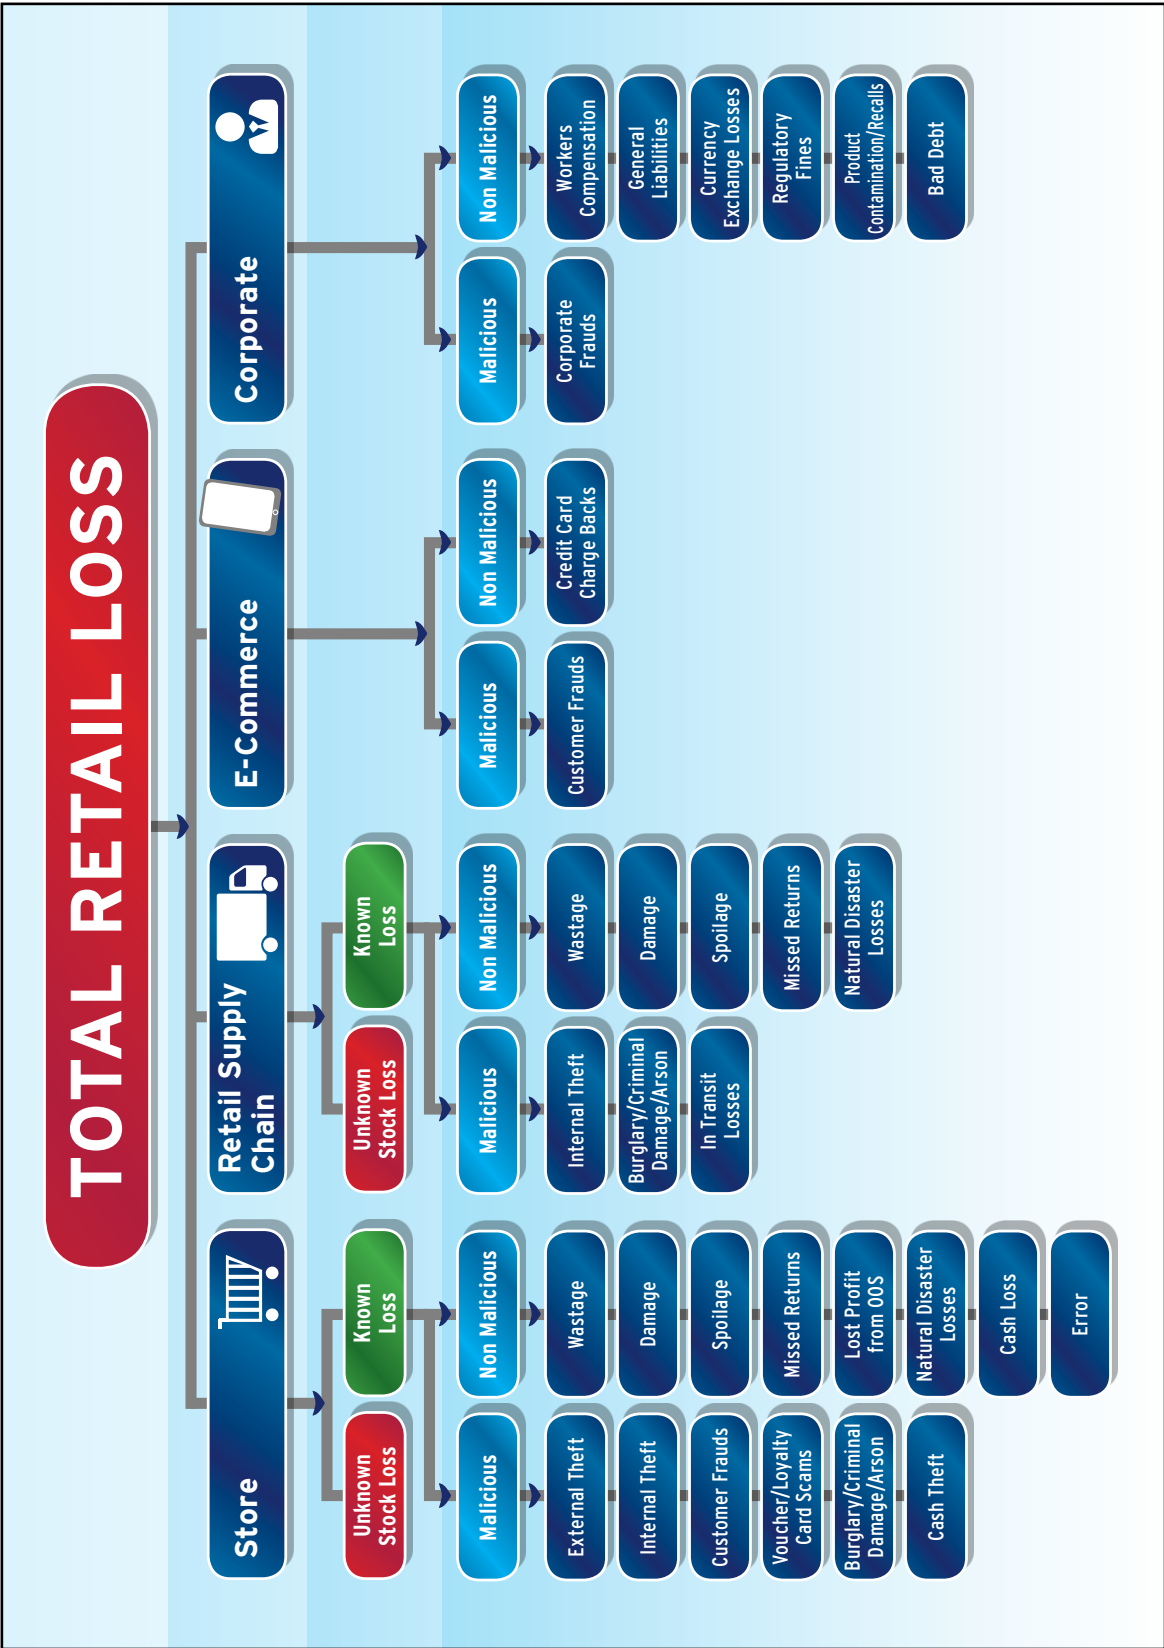 TOTAL RETAIL LOSS
Store
Retail Supply
Chain
E-Commerce
Corporate
Unknown
Stock Loss
Known
Loss
Unknown
Stock Loss
Known
Loss
Malicious
Non Malicious
Malicious
Non Malicious
Malicious
Non Malicious
Malicious
Non Malicious
External Theft
Internal Theft
Customer Frauds
Voucher/Loyalty
Card Scams
Burglary/Criminal
Damage/Arson
Cash Theft
Wastage
Damage
Spoilage
Missed Returns
Lost Profit
from OOS
Natural Disaster
Losses
Cash Loss
Error
Internal Theft
Burglary/Criminal
Damage/Arson
In Transit
Losses
Wastage
Damage
Spoilage
Missed Returns
Natural Disaster
Losses
Customer Frauds
Credit Card
Charge Backs
Corporate
Frauds
Workers
Compensation
General
Liabilities
Currency
Exchange Losses
Regulatory
Fines
Product
Contamination/Recalls
Bad Debt